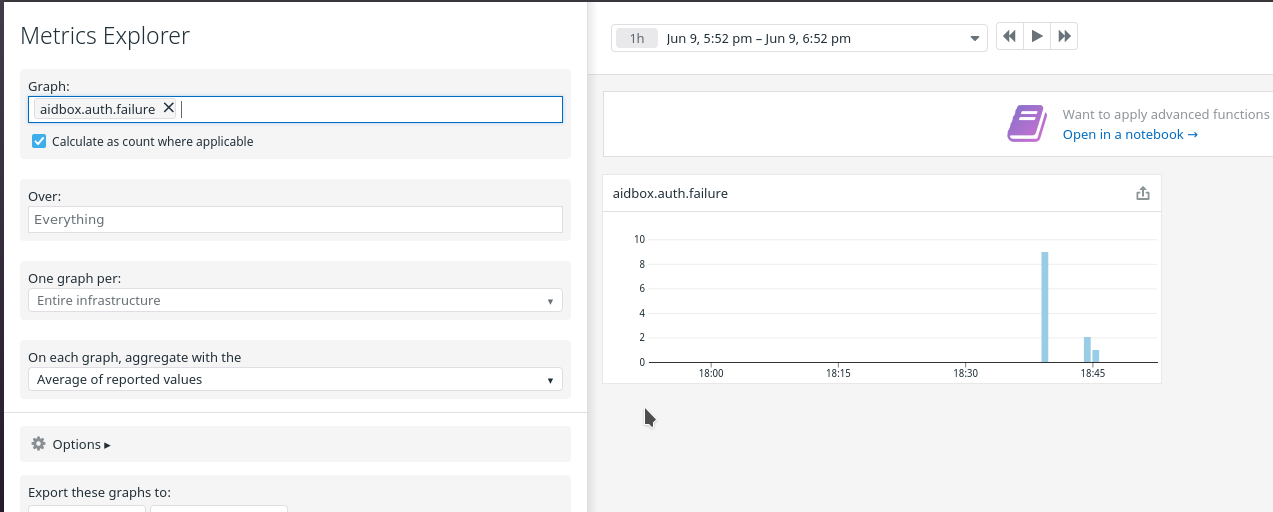 Metrics Explorer
Graph:
aidbox.auth.failure ✕
Calculate as count where applicable
Over:
Everything
One graph per:
Entire infrastructure
On each graph, aggregate with the
Average of reported values
Options ▸
Export these graphs to:
1h Jun 9, 5:52 pm – Jun 9, 6:52 pm
Want to apply advanced functions
Open in a notebook →
aidbox.auth.failure
10
8
6
4
2
0
18:00 18:15 18:30 18:45